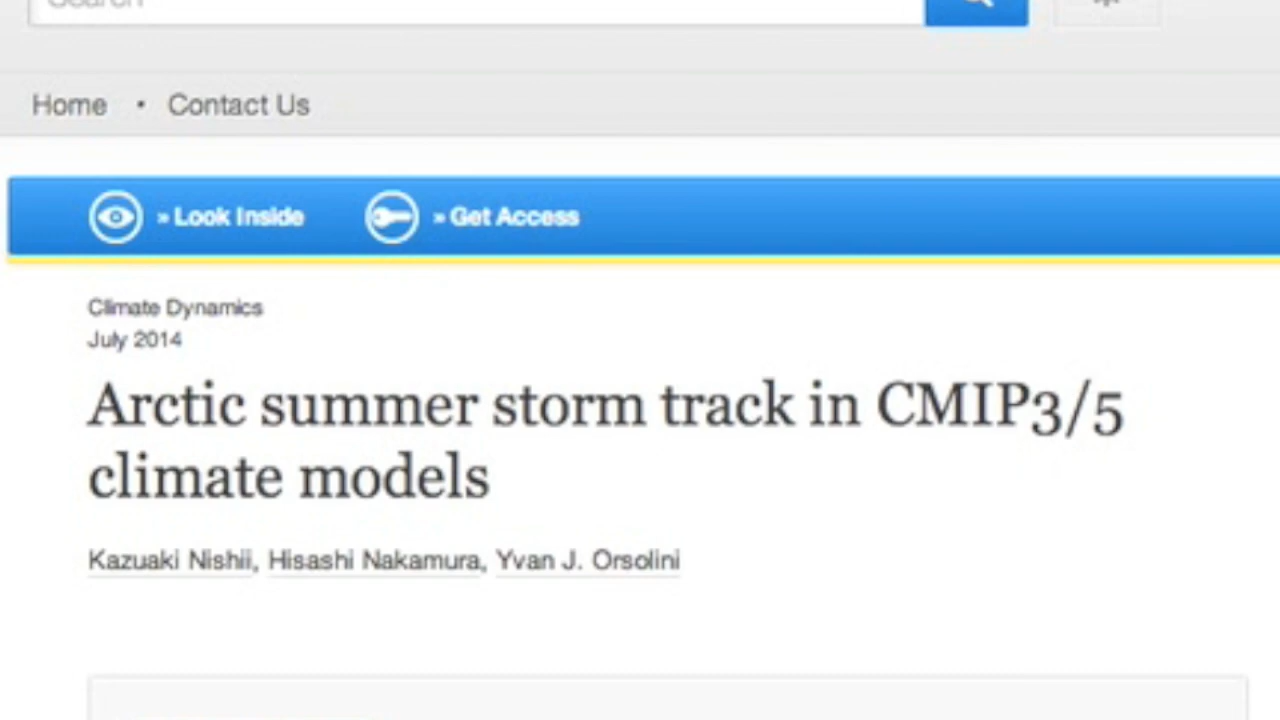 Search
Home • Contact Us
» Look Inside » Get Access
Climate Dynamics
July 2014
Arctic summer storm track in CMIP3/5
climate models
Kazuaki Nishii, Hisashi Nakamura, Yvan J. Orsolini